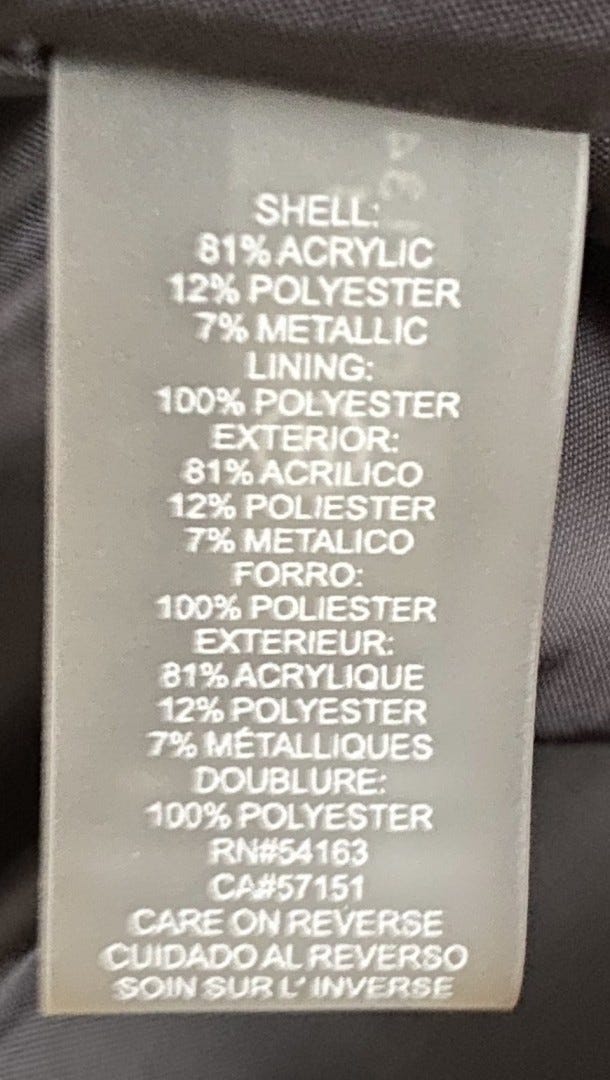 SHELL:
81% ACRYLIC
12% POLYESTER
7% METALLIC
LINING:
100% POLYESTER
EXTERIOR:
81% ACRILICO
12% POLIESTER
7% METALICO
FORRO:
100% POLIESTER
EXTERIEUR:
81% ACRYLIQUE
12% POLYESTER
7% MÉTALLIQUES
DOUBLURE:
100% POLYESTER
RN#54163
CA#57151
CARE ON REVERSE
CUIDADO AL REVERSO
SOIN SUR L' INVERSE